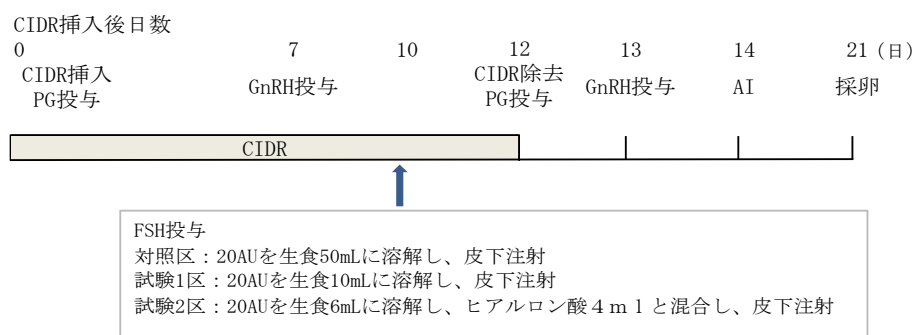 CIDR挿入後日数
0 7 10 12 13 14 21（日）
CIDR挿入 CIDR除去
PG投与 GnRH投与 PG投与 GnRH投与 AI 採卵
CIDR
FSH投与
対照区：20AUを生食50mLに溶解し、皮下注射
試験1区：20AUを生食10mLに溶解し、皮下注射
試験2区：20AUを生食6mLに溶解し、ヒアルロン酸４ｍｌと混合し、皮下注射